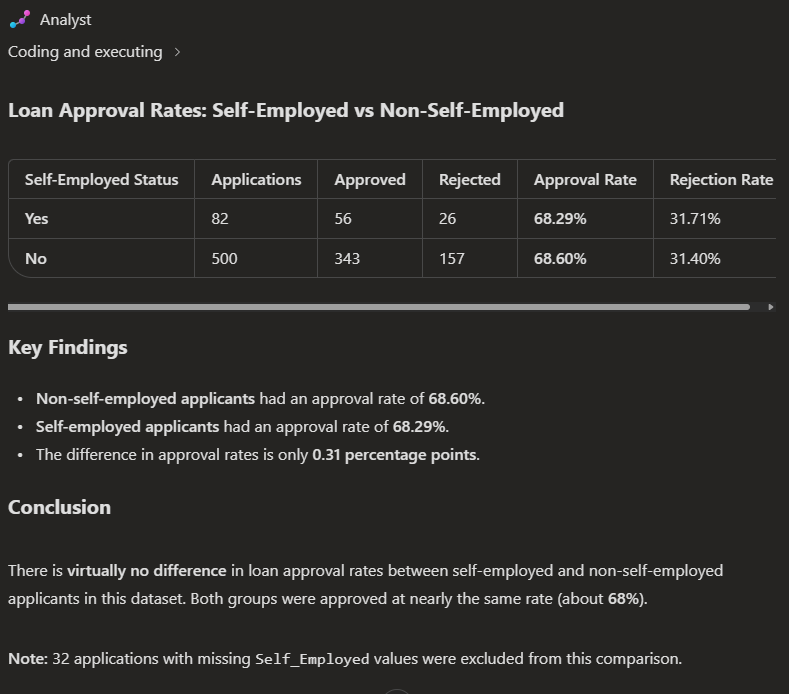 Analyst
Coding and executing
Loan Approval Rates: Self-Employed vs Non-Self-Employed
Self-Employed Status Applications Approved Rejected Approval Rate Rejection Rate
Yes 82 56 26 68.29% 31.71%
No 500 343 157 68.60% 31.40%
Key Findings
• Non-self-employed applicants had an approval rate of 68.60%.
• Self-employed applicants had an approval rate of 68.29%.
• The difference in approval rates is only 0.31 percentage points.
Conclusion
There is virtually no difference in loan approval rates between self-employed and non-self-employed
applicants in this dataset. Both groups were approved at nearly the same rate (about 68%).
Note: 32 applications with missing Self_Employed values were excluded from this comparison.